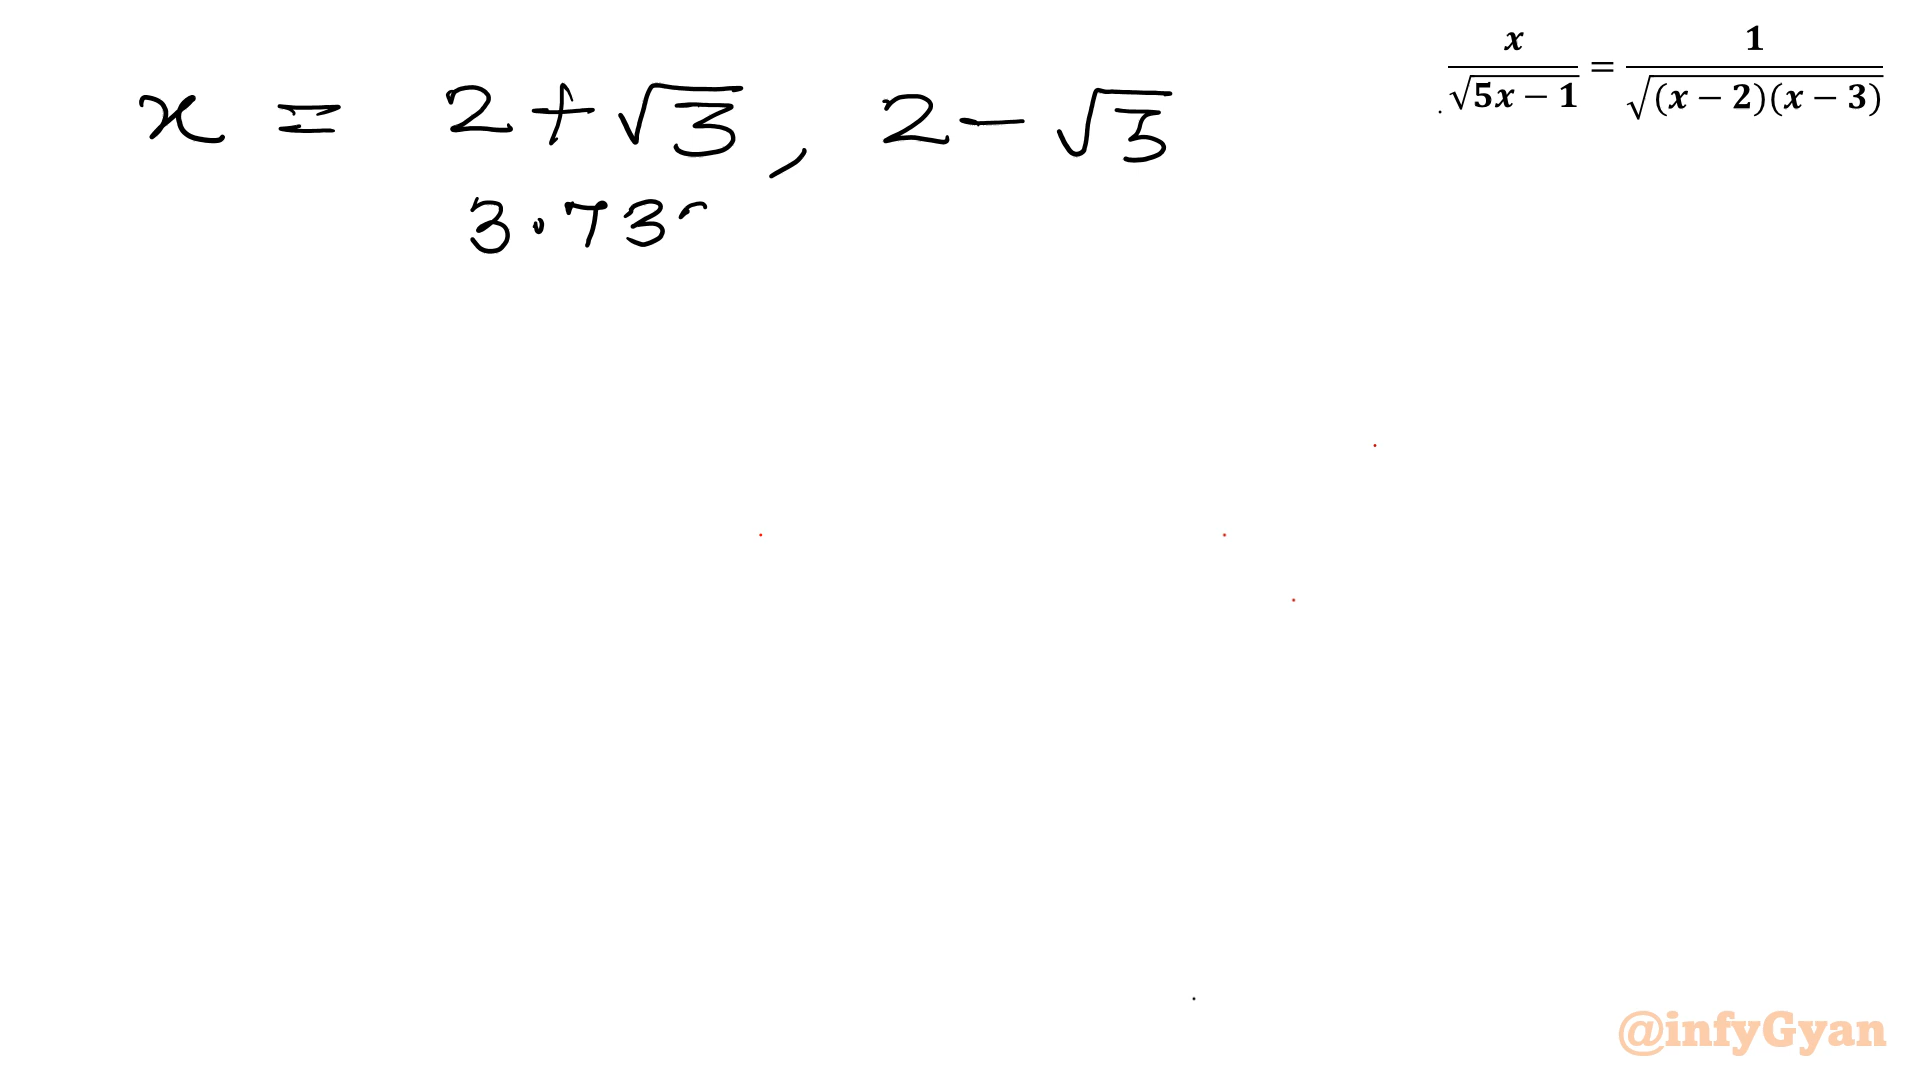 x = 2 + √3 , 2 − √3
3.73
x/√(5x − 1) = 1/√((x − 2)(x − 3))
@infyGyan